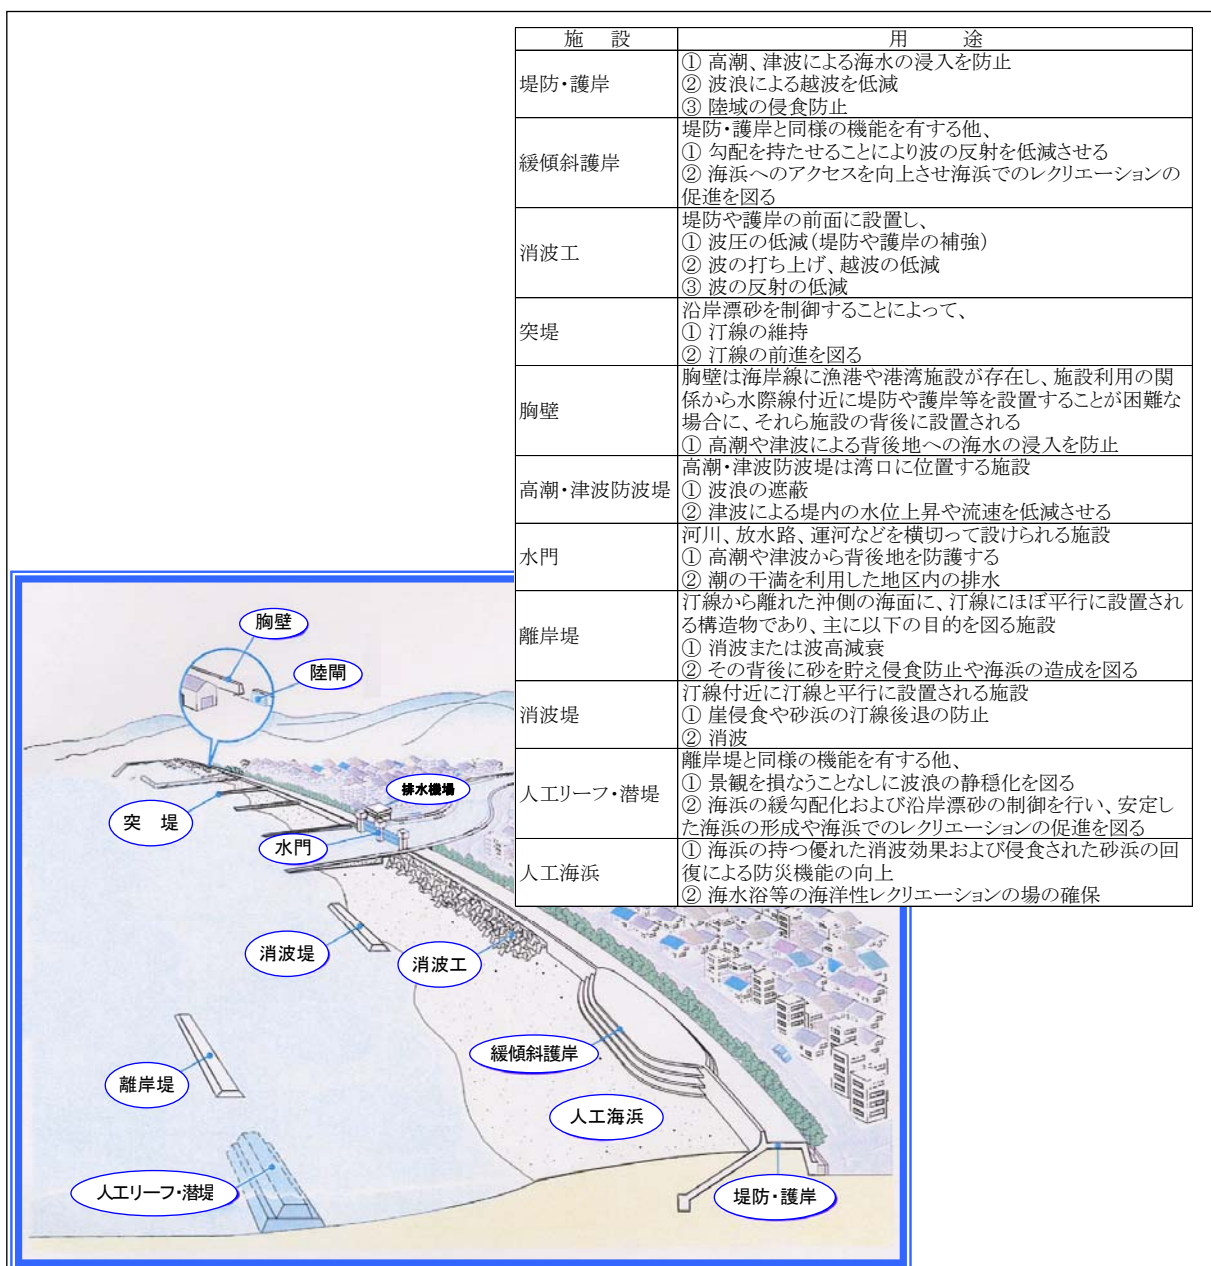 施　設　用　途
堤防・護岸
① 高潮、津波による海水の浸入を防止
② 波浪による越波を低減
③ 陸域の侵食防止
緩傾斜護岸
堤防・護岸と同様の機能を有する他、
① 勾配を持たせることにより波の反射を低減させる
② 海浜へのアクセスを向上させ海浜でのレクリエーションの
促進を図る
消波工
堤防や護岸の前面に設置し、
① 波圧の低減(堤防や護岸の補強)
② 波の打ち上げ、越波の低減
③ 波の反射の低減
突堤
沿岸漂砂を制御することによって、
① 汀線の維持
② 汀線の前進を図る
胸壁
胸壁は海岸線に漁港や港湾施設が存在し、施設利用の関
係から水際線付近に堤防や護岸等を設置することが困難な
場合に、それら施設の背後に設置される
① 高潮や津波による背後地への海水の浸入を防止
高潮・津波防波堤
高潮・津波防波堤は湾口に位置する施設
① 波浪の遮蔽
② 津波による堤内の水位上昇や流速を低減させる
水門
河川、放水路、運河などを横切って設けられる施設
① 高潮や津波から背後地を防護する
② 潮の干満を利用した地区内の排水
離岸堤
汀線から離れた沖側の海面に、汀線にほぼ平行に設置され
る構造物であり、主に以下の目的を図る施設
① 消波または波高減衰
② その背後に砂を貯え侵食防止や海浜の造成を図る
消波堤
汀線付近に汀線と平行に設置される施設
① 崖侵食や砂浜の汀線後退の防止
② 消波
人工リーフ・潜堤
離岸堤と同様の機能を有する他、
① 景観を損なうことなしに波浪の静穏化を図る
② 海浜の緩勾配化および沿岸漂砂の制御を行い、安定し
た海浜の形成や海浜でのレクリエーションの促進を図る
人工海浜
① 海浜の持つ優れた消波効果および侵食された砂浜の回
復による防災機能の向上
② 海水浴等の海洋性レクリエーションの場の確保
胸壁
陸閘
排水機場
突　堤
水門
消波堤
消波工
緩傾斜護岸
離岸堤
人工海浜
人工リーフ・潜堤
堤防・護岸